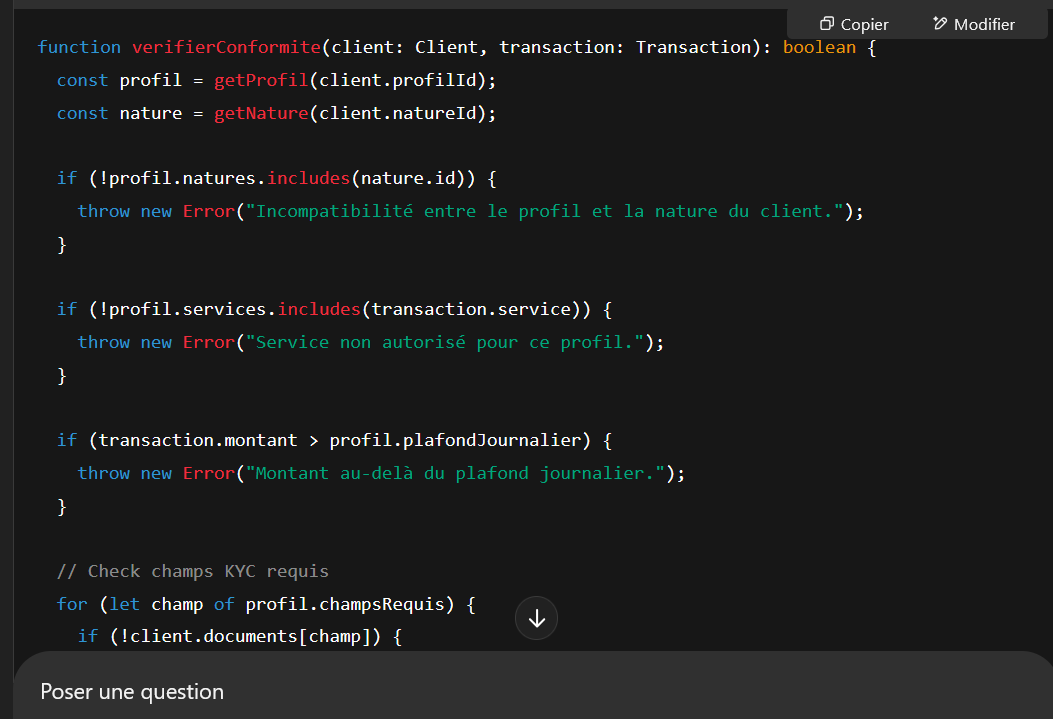 Copier Modifier
function verifierConformite(client: Client, transaction: Transaction): boolean {
const profil = getProfil(client.profilId);
const nature = getNature(client.natureId);
if (!profil.natures.includes(nature.id)) {
throw new Error("Incompatibilité entre le profil et la nature du client.");
}
if (!profil.services.includes(transaction.service)) {
throw new Error("Service non autorisé pour ce profil.");
}
if (transaction.montant > profil.plafondJournalier) {
throw new Error("Montant au-delà du plafond journalier.");
}
// Check champs KYC requis
for (let champ of profil.champsRequis) {
if (!client.documents[champ]) {
Poser une question